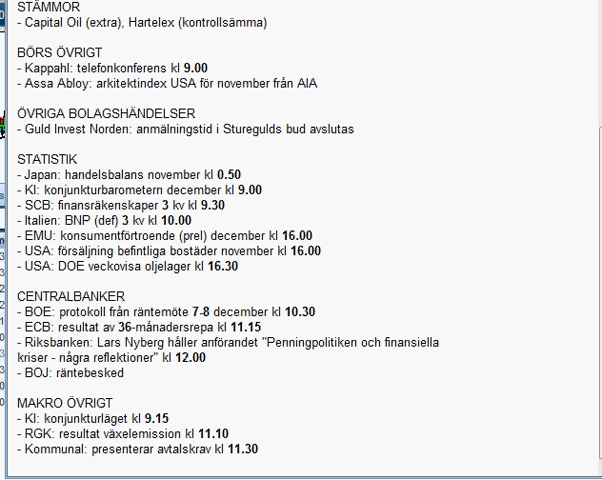 STÄMMOR
- Capital Oil (extra), Hartelex (kontrollsämma)
BÖRS ÖVRIGT
- Kappahl: telefonkonferens kl 9.00
- Assa Abloy: arkitektindex USA för november från AIA
ÖVRIGA BOLAGSHÄNDELSER
- Guld Invest Norden: anmälningstid i Steregulds bud avslutas
STATISTIK
- Japan: handelsbalans november kl 0.50
- KI: konjunkturbarometern december kl 9.00
- SCB: finansräkenskaper 3 kv kl 9.30
- Italien: BNP (def) 3 kv kl 10.00
- EMU: konsumentförtroende (prel) december kl 16.00
- USA: försäljning befintliga bostäder november kl 16.00
- USA: DOE veckovisa oljelager kl 16.30
CENTRALBANKER
- BOE: protokoll från räntemöte 7-8 december kl 10.30
- ECB: resultat av 36-månadersrepa kl 11.15
- Riksbanken: Lars Nyberg håller anförandet "Penningpolitiken och finansiella
kriser - några reflektioner" kl 12.00
- BOJ: räntebesked
MAKRO ÖVRIGT
- KI: konjunkturläget kl 9.15
- RGK: resultat växelemission kl 11.10
- Kommunal: presenterar avtalskrav kl 11.30